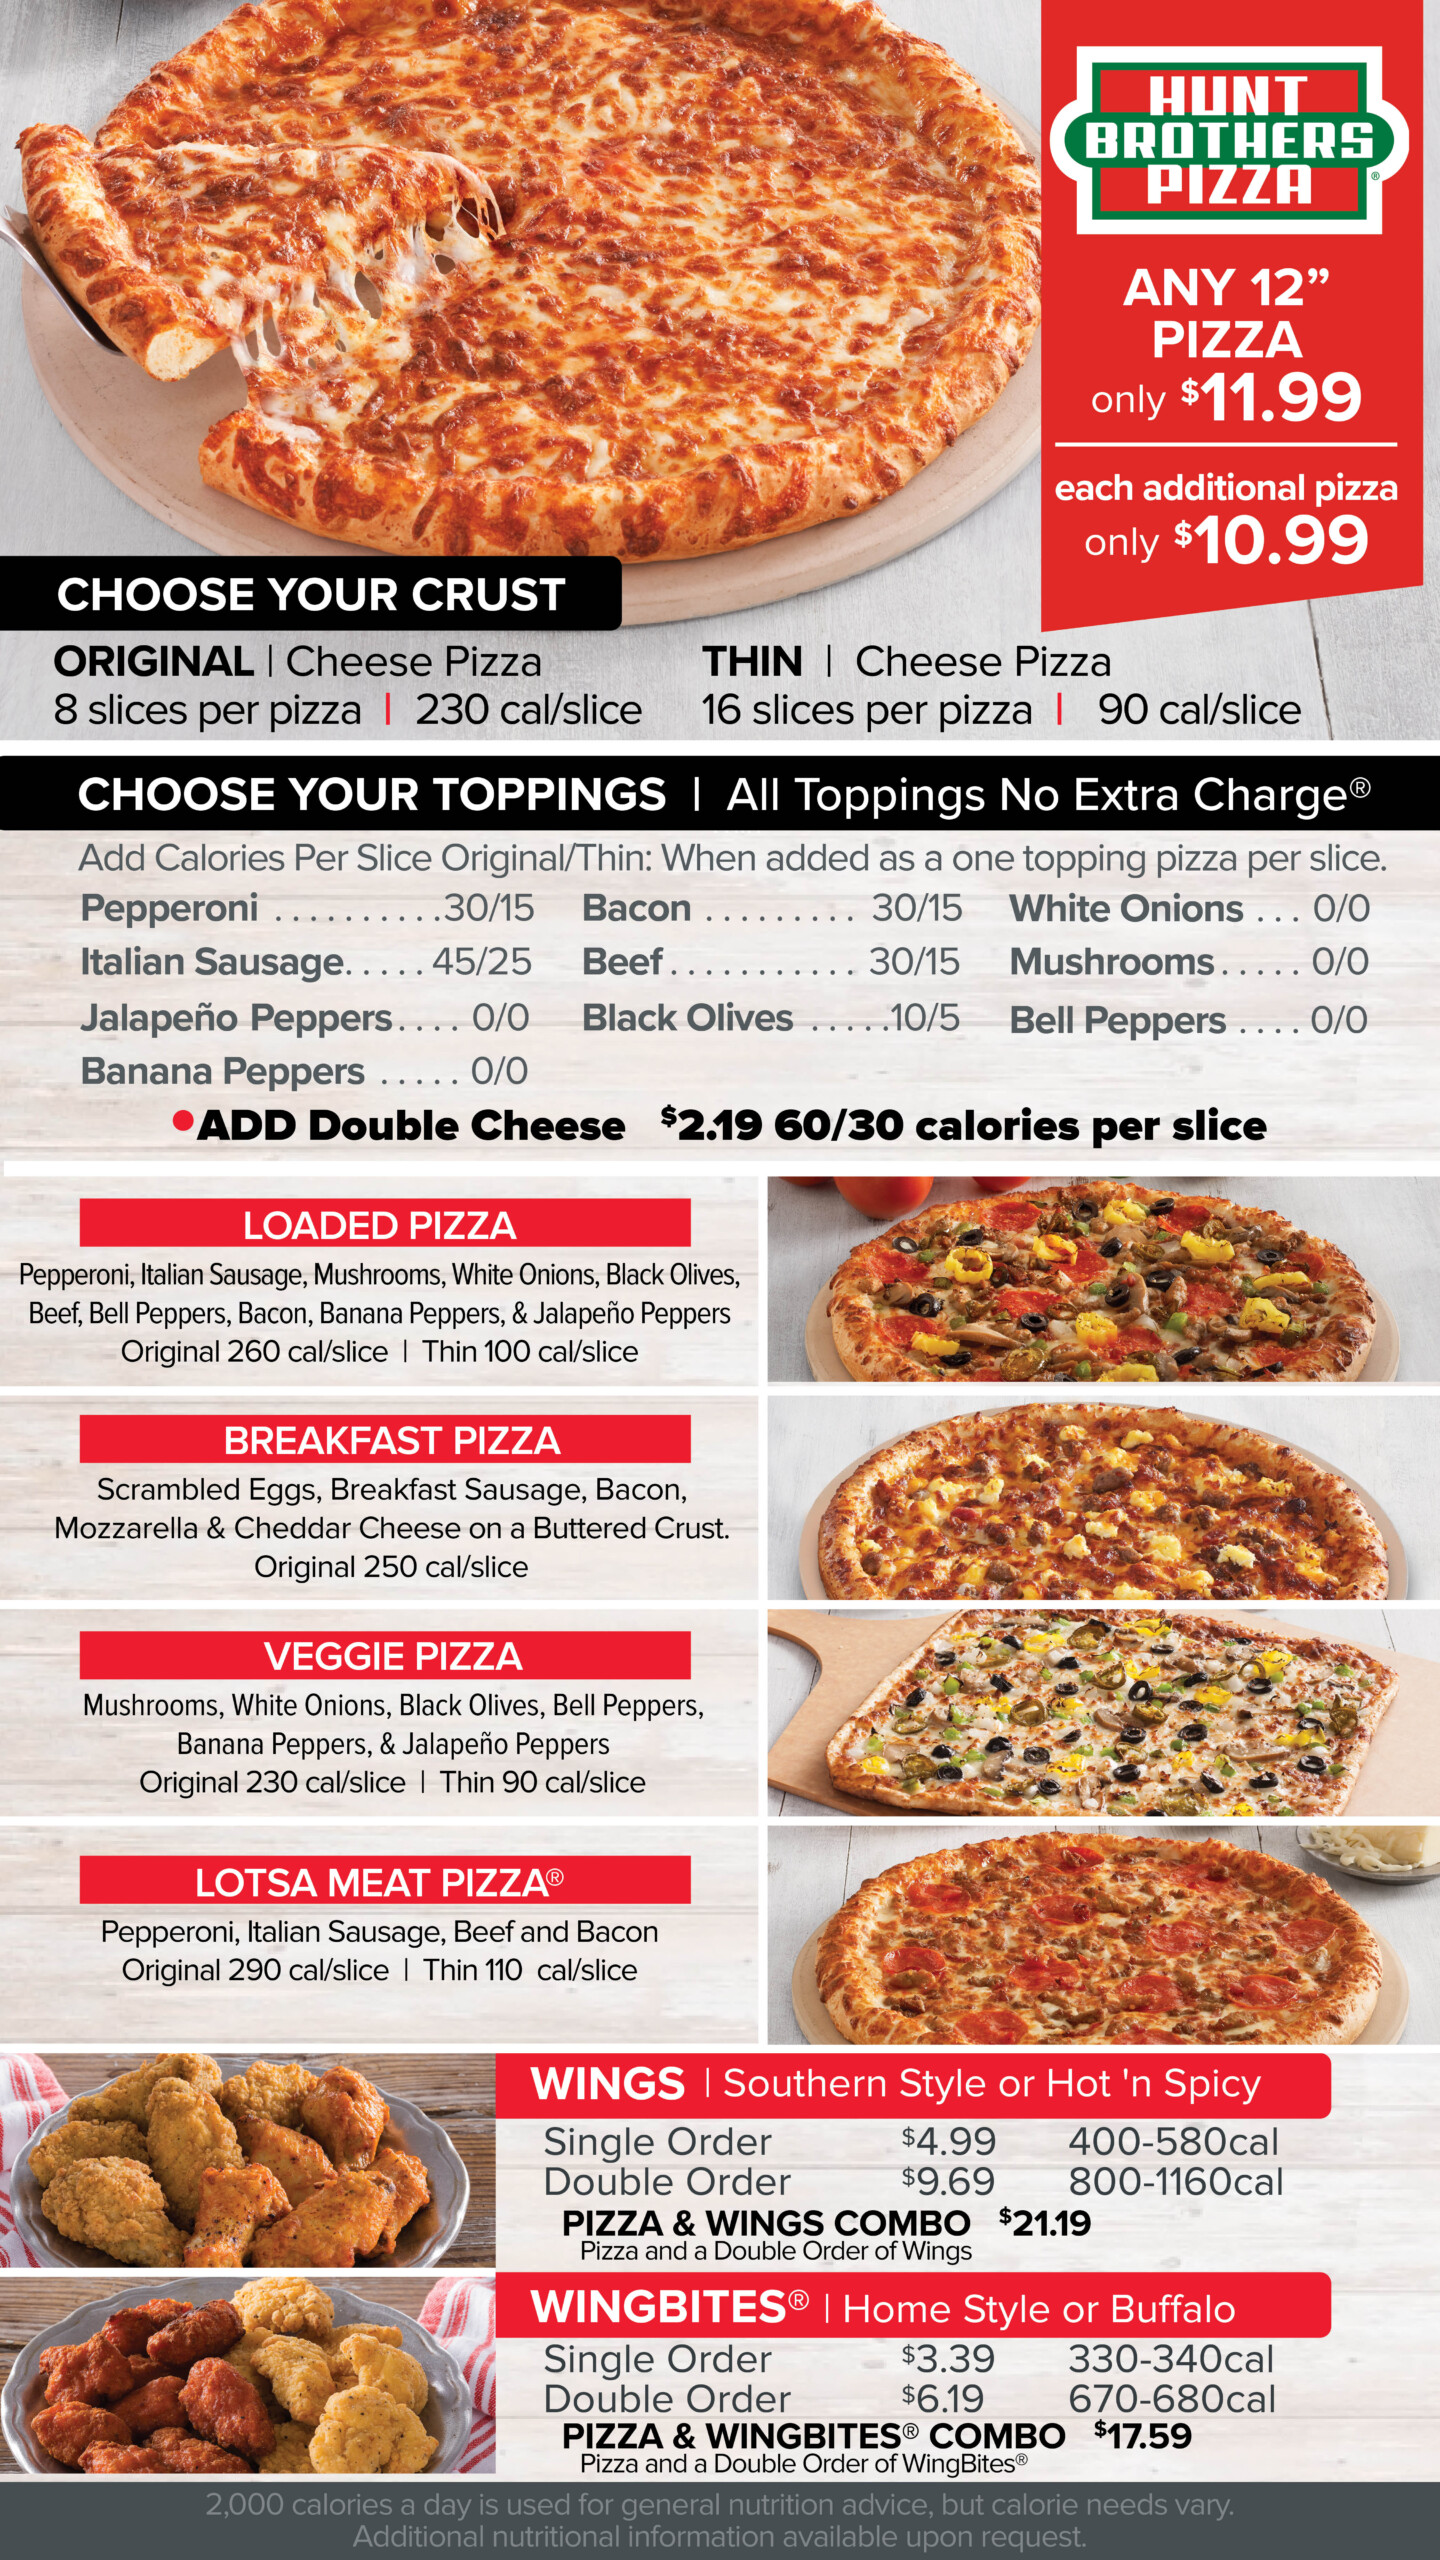 HUNT
BROTHERS
PIZZA®
ANY 12”
PIZZA
only $11.99
each additional pizza
only $10.99
CHOOSE YOUR CRUST
ORIGINAL | Cheese Pizza
8 slices per pizza | 230 cal/slice
THIN | Cheese Pizza
16 slices per pizza | 90 cal/slice
CHOOSE YOUR TOPPINGS | All Toppings No Extra Charge®
Add Calories Per Slice Original/Thin: When added as a one topping pizza per slice.
Pepperoni ..........30/15
Italian Sausage.....45/25
Jalapeño Peppers.... 0/0
Banana Peppers ..... 0/0
Bacon ......... 30/15
Beef........... 30/15
Black Olives .....10/5
White Onions ... 0/0
Mushrooms..... 0/0
Bell Peppers .... 0/0
•ADD Double Cheese $2.19 60/30 calories per slice
LOADED PIZZA
Pepperoni, Italian Sausage, Mushrooms, White Onions, Black Olives,
Beef, Bell Peppers, Bacon, Banana Peppers, & Jalapeño Peppers
Original 260 cal/slice | Thin 100 cal/slice
BREAKFAST PIZZA
Scrambled Eggs, Breakfast Sausage, Bacon,
Mozzarella & Cheddar Cheese on a Buttered Crust.
Original 250 cal/slice
VEGGIE PIZZA
Mushrooms, White Onions, Black Olives, Bell Peppers,
Banana Peppers, & Jalapeño Peppers
Original 230 cal/slice | Thin 90 cal/slice
LOTSA MEAT PIZZA®
Pepperoni, Italian Sausage, Beef and Bacon
Original 290 cal/slice | Thin 110 cal/slice
WINGS | Southern Style or Hot 'n Spicy
Single Order $4.99 400-580cal
Double Order $9.69 800-1160cal
PIZZA & WINGS COMBO $21.19
Pizza and a Double Order of Wings
WINGBITES® | Home Style or Buffalo
Single Order $3.39 330-340cal
Double Order $6.19 670-680cal
PIZZA & WINGBITES® COMBO $17.59
Pizza and a Double Order of WingBites®
2,000 calories a day is used for general nutrition advice, but calorie needs vary.
Additional nutritional information available upon request.